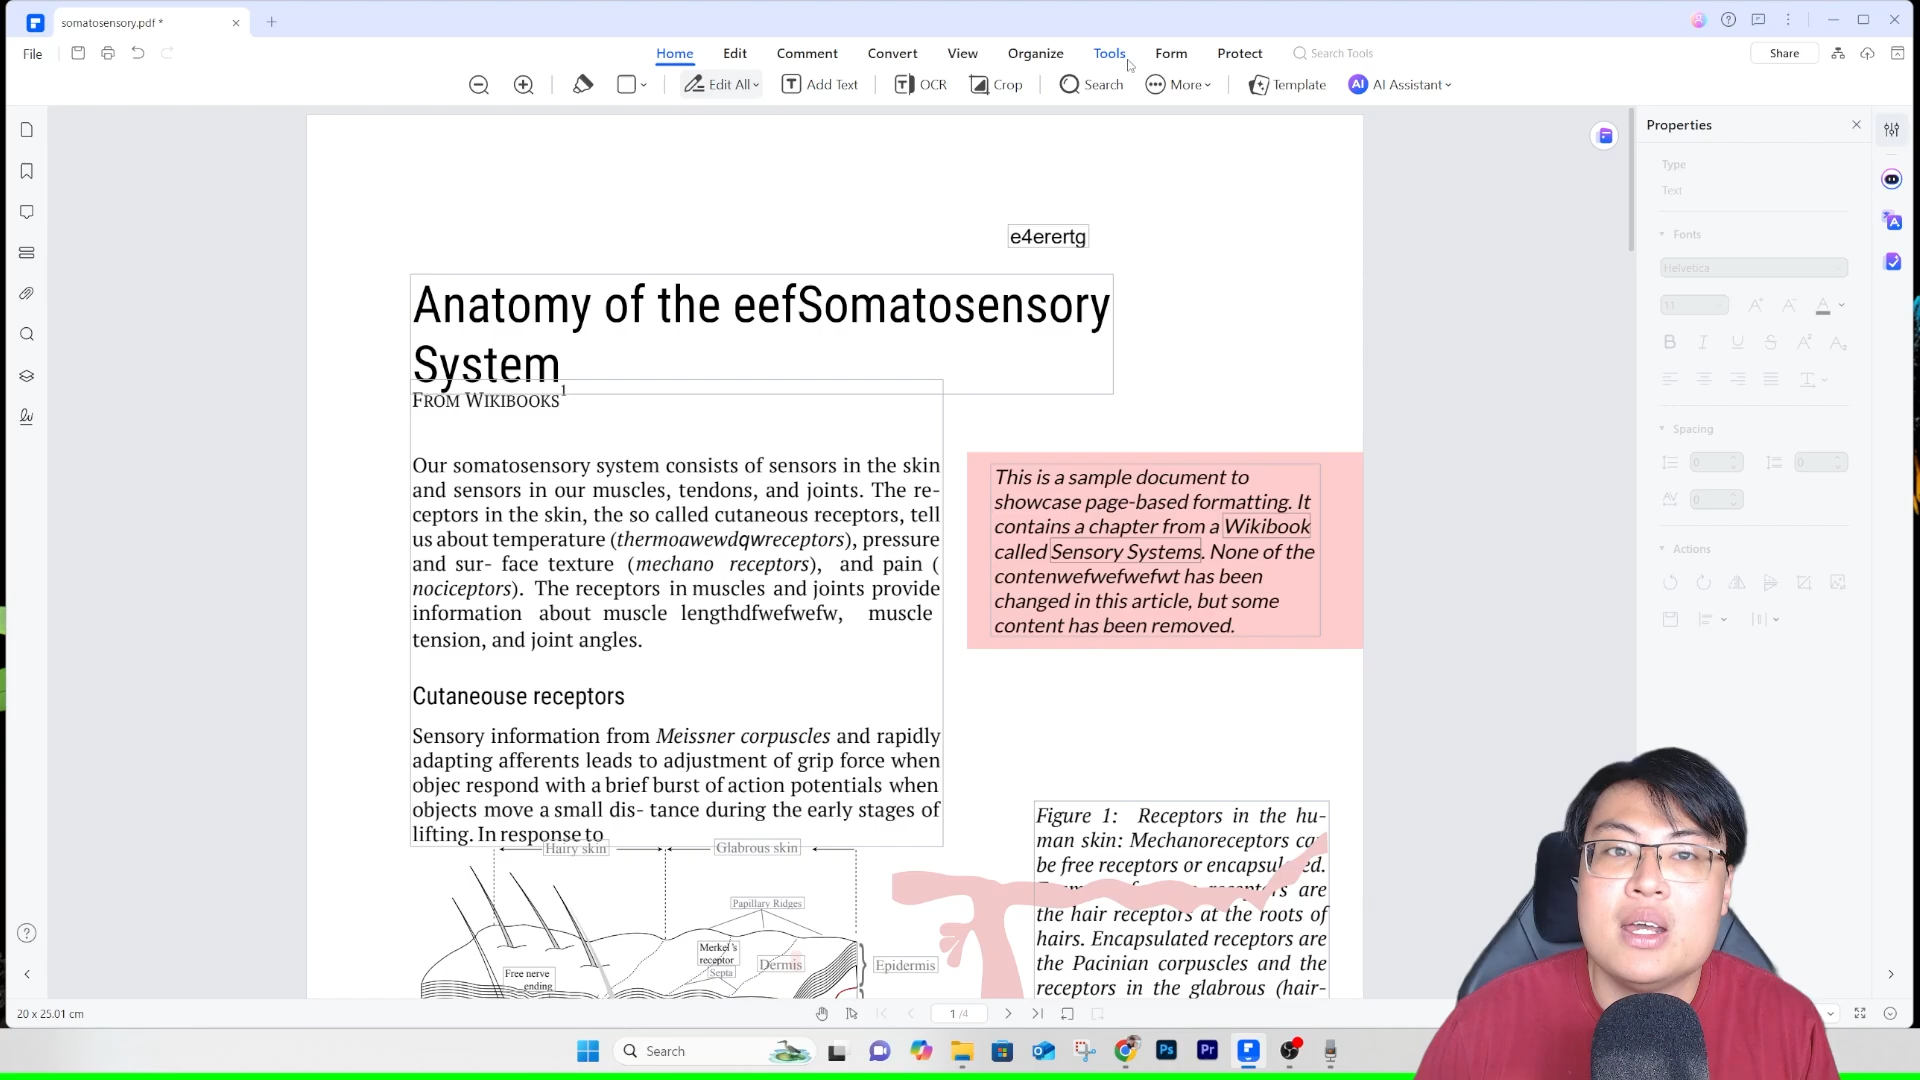 somatosensory.pdf *
File
Home
Edit
Comment
Convert
View
Organize
Tools
Form
Protect
Search Tools
Share
Edit All
Add Text
OCR
Crop
Search
More
Template
AI Assistant
e4erertg
Anatomy of the eefSomatosensory
System
FROM WIKIBOOKS1
Our somatosensory system consists of sensors in the skin
and sensors in our muscles, tendons, and joints. The re-
ceptors in the skin, the so called cutaneous receptors, tell
us about temperature (thermoawewdqwreceptors), pressure
and sur- face texture (mechano receptors), and pain (
nociceptors). The receptors in muscles and joints provide
information about muscle lengthdfwefwefw, muscle
tension, and joint angles.
Cutaneouse receptors
Sensory information from Meissner corpuscles and rapidly
adapting afferents leads to adjustment of grip force when
objec respond with a brief burst of action potentials when
objects move a small dis- tance during the early stages of
lifting. In response to
This is a sample document to
showcase page-based formatting. It
contains a chapter from a Wikibook
called Sensory Systems. None of the
contenwefwefwefwt has been
changed in this article, but some
content has been removed.
Hairy skin
Glabrous skin
Papillary Ridges
Merkel's
receptor
Septa
Dermis
Epidermis
Free nerve
ending
Figure 1: Receptors in the hu-
man skin: Mechanoreceptors can
be free receptors or encapsulated.
are
the hair receptors at the roots of
hairs. Encapsulated receptors are
the Pacinian corpuscles and the
receptors in the glabrous (hair-
Properties
Type
Text
Fonts
Helvetica
11
Spacing
0
0
0
Actions
20 x 25.01 cm
1 /4
Search